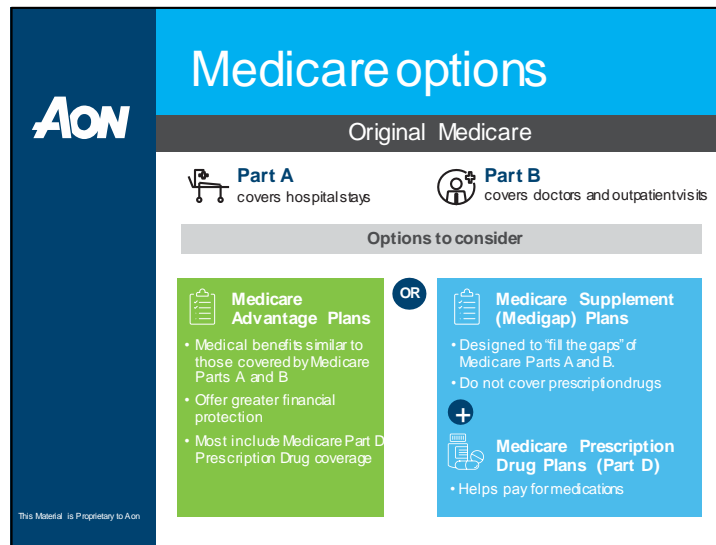 Medicare options
AON
Original Medicare
Part A
covers hospital stays
Part B
covers doctors and outpatient visits
Options to consider
Medicare
Advantage Plans
• Medical benefits similar to
those covered by Medicare
Parts A and B
• Offer greater financial
protection
• Most include Medicare Part D
Prescription Drug coverage
OR
Medicare Supplement
(Medigap) Plans
• Designed to "fill the gaps" of
Medicare Parts A and B.
• Do not cover prescription drugs
+
Medicare Prescription
Drug Plans (Part D)
• Helps pay for medications
This Material is Proprietary to Aon